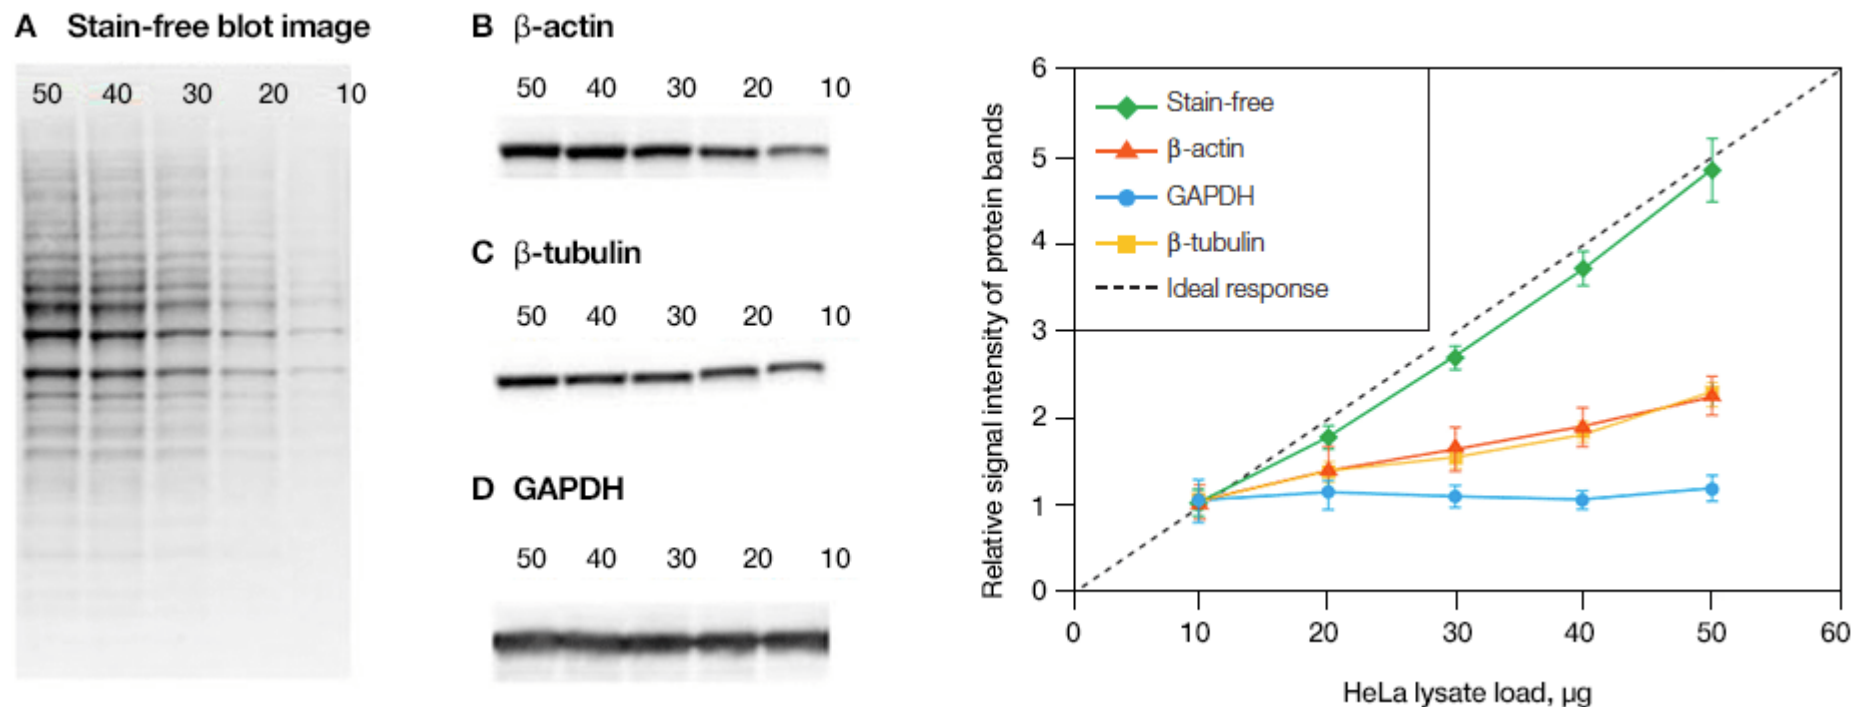 A Stain-free blot image
50 40 30 20 10
B β-actin
50 40 30 20 10
C β-tubulin
50 40 30 20 10
D GAPDH
50 40 30 20 10
Relative signal intensity of protein bands
6
5
4
3
2
1
0
Stain-free
β-actin
GAPDH
β-tubulin
Ideal response
0 10 20 30 40 50 60
HeLa lysate load, μg